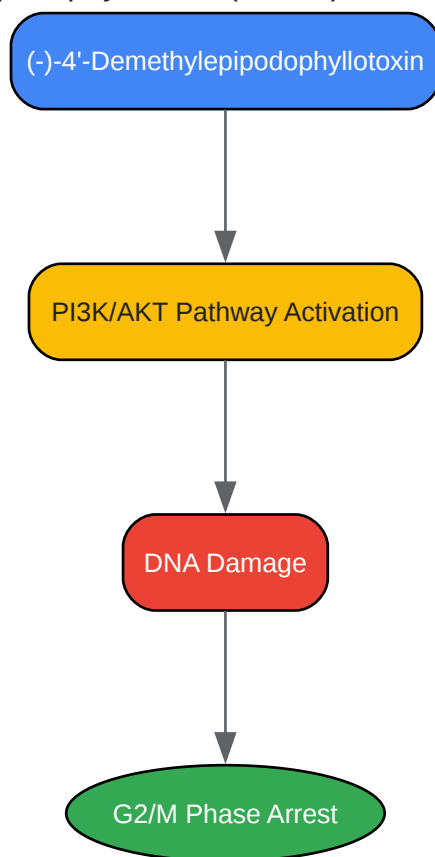 (-)-4'-Demethylepipodophyllotoxin
PI3K/AKT Pathway Activation
DNA Damage
G2/M Phase Arrest